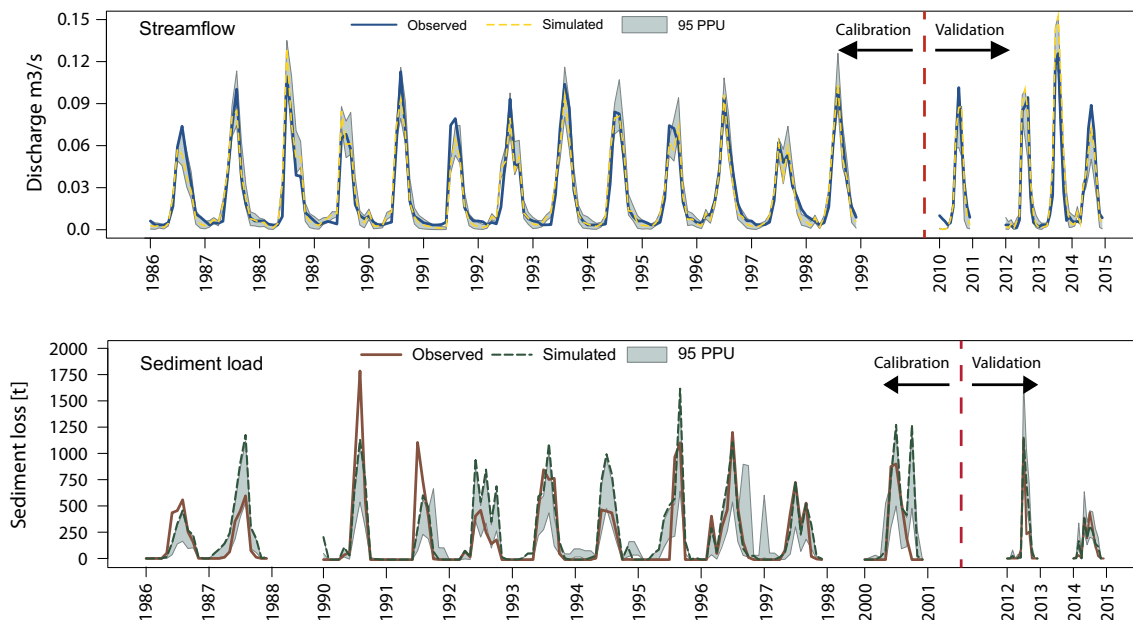 Streamflow
Observed Simulated 95 PPU
Calibration Validation
Discharge m3/s
0.15
0.12
0.09
0.06
0.03
0.0
1986 1987 1988 1989 1990 1991 1992 1993 1994 1995 1996 1997 1998 1999 2010 2011 2012 2013 2014 2015
Sediment load
Observed Simulated 95 PPU
Calibration Validation
Sediment loss [t]
2000
1750
1500
1250
1000
750
500
250
0
1986 1987 1990 1991 1992 1993 1994 1995 1996 1997 1998 2000 2001 2012 2013 2014 2015